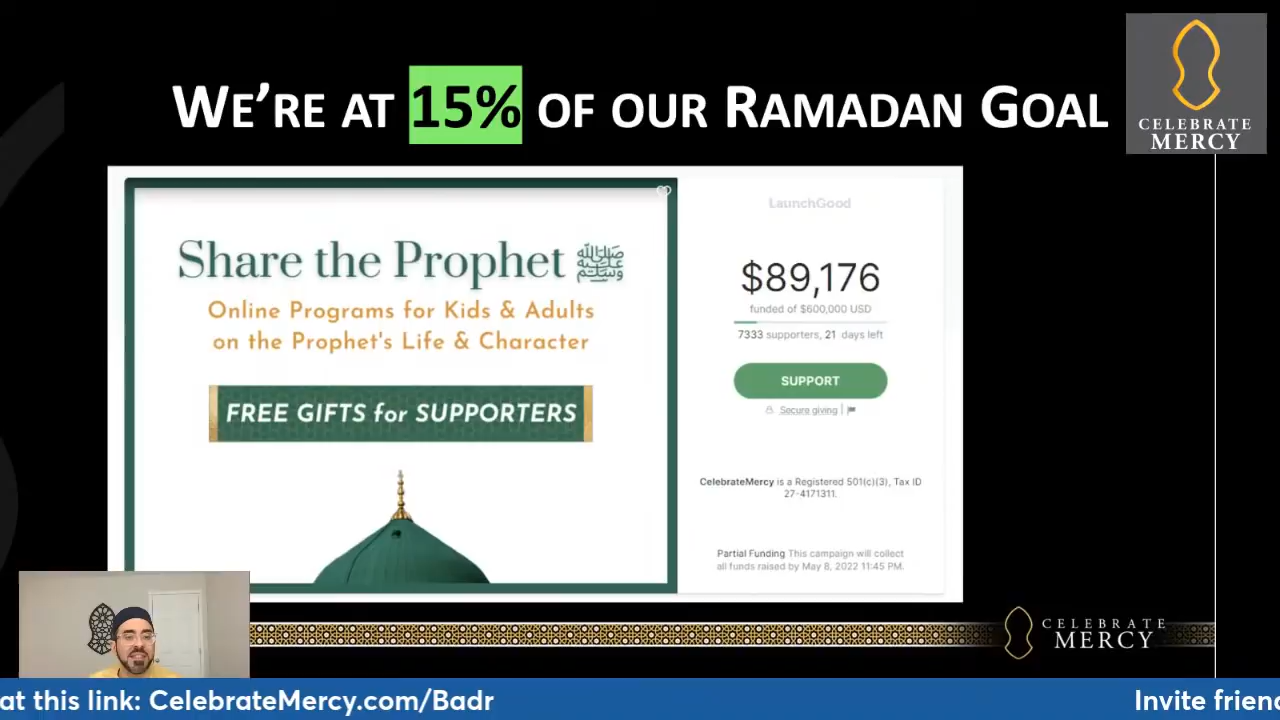 WE'RE AT 15% OF OUR RAMADAN GOAL
CELEBRATE
MERCY
Share the Prophet ﷺ
Online Programs for Kids & Adults
on the Prophet's Life & Character
FREE GIFTS for SUPPORTERS
LaunchGood
$89,176
funded of $600,000 USD
7333 supporters, 21 days left
SUPPORT
Secure giving
CelebrateMercy is a Registered 501(c)(3), Tax ID
27-4171311.
Partial Funding This campaign will collect
all funds raised by May 8, 2022 11:45 PM.
CELEBRATE
MERCY
at this link: CelebrateMercy.com/Badr
Invite friend